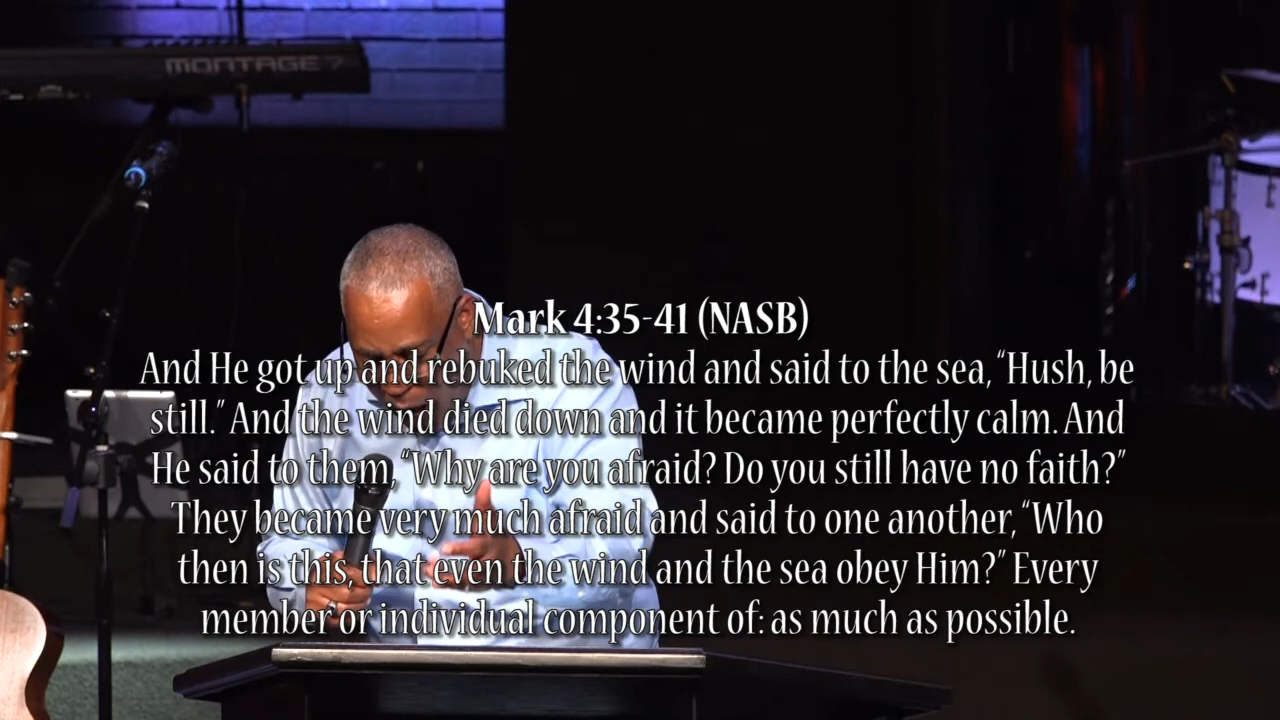 MONTAGE 7
Mark 4:35-41 (NASB)
And He got up and rebuked the wind and said to the sea, “Hush, be
still.” And the wind died down and it became perfectly calm. And
He said to them, “Why are you afraid? Do you still have no faith?”
They became very much afraid and said to one another, “Who
then is this, that even the wind and the sea obey Him?” Every
member or individual component of: as much as possible.